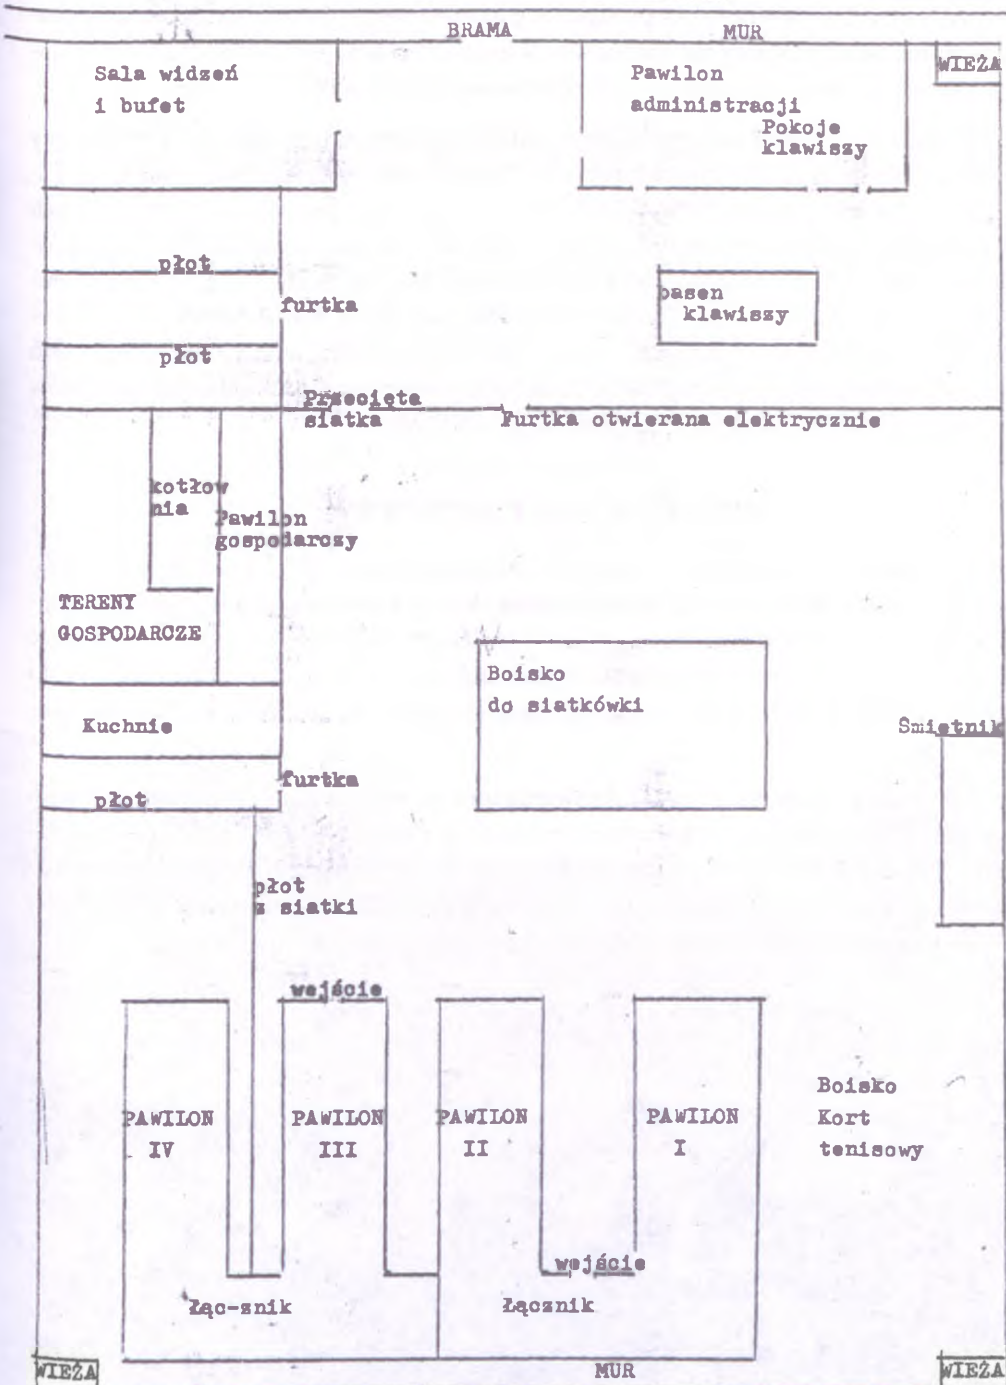 BRAMA
MUR
WIEŻA
Sala widzeń
i bufet
Pawilon
administracji
Pokoje
klawiszy
płot
furtka
basen
klawiszy
płot
Przecięta
siatka
Furtka otwierana elektrycznie
kotłow
nia
Pawilon
gospodarczy
TERENY
GOSPODARCZE
Boisko
do siatkówki
Kuchnie
Śmietnik
furtka
płot
płot
z siatki
wejście
Boisko
Kort
tenisowy
PAWILON
IV
PAWILON
III
PAWILON
II
PAWILON
I
wejście
Łąc-znik
Łącznik
WIEŻA
MUR
WIEŻA